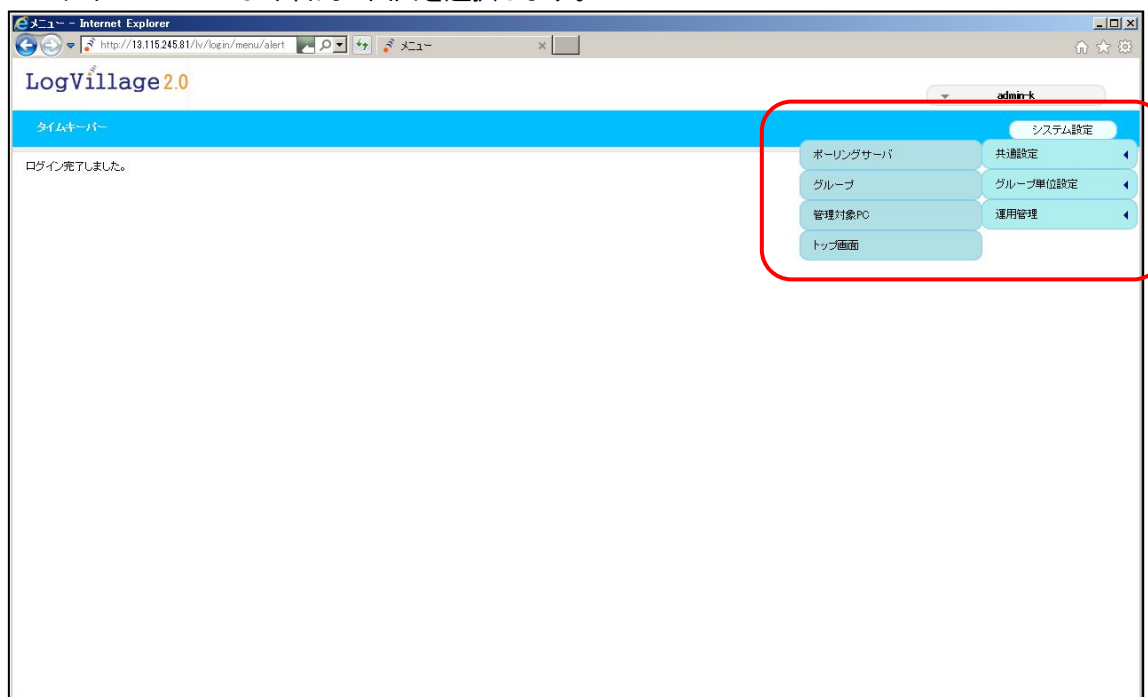 メニュー - Internet Explorer
http://13.115.245.81/lv/login/menu/alert
メニュー
LogVillage 2.0
admin-k
タイムキーパー
システム設定
ログイン完了しました。
ポーリングサーバ
共通設定
グループ
グループ単位設定
管理対象PC
運用管理
トップ画面